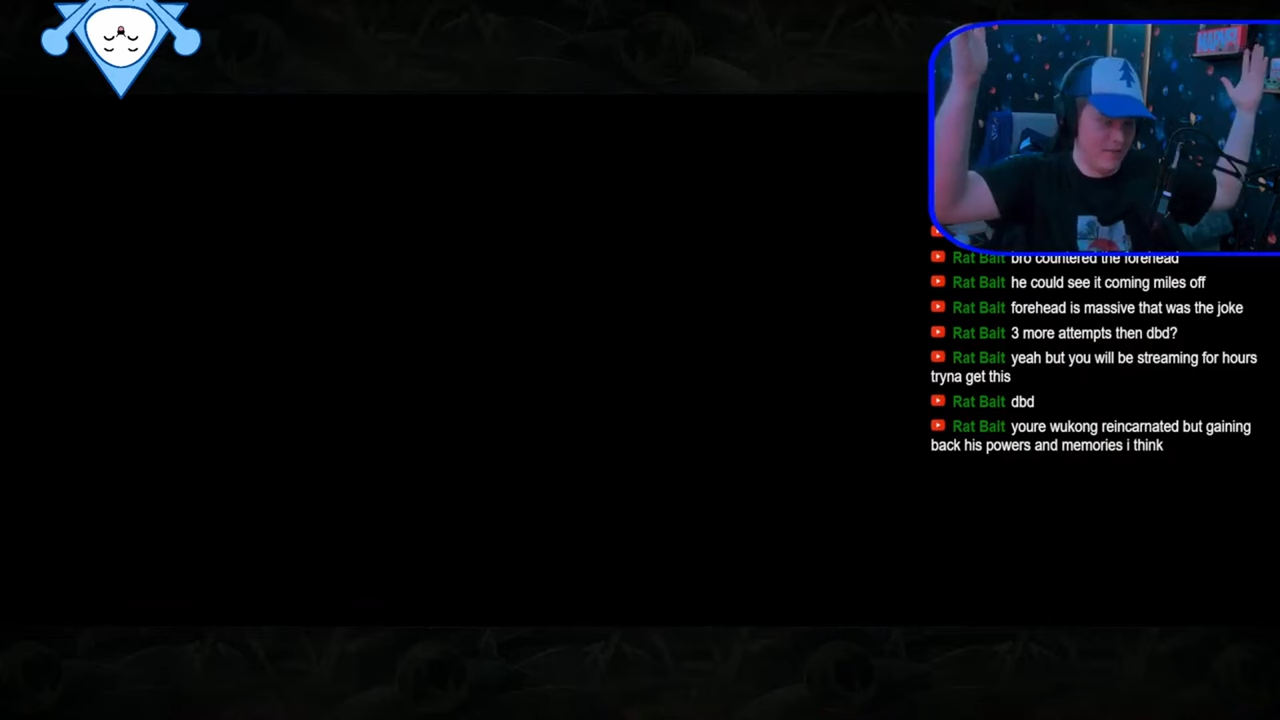 Rat Balt bro countered the forehead
Rat Balt he could see it coming miles off
Rat Balt forehead is massive that was the joke
Rat Balt 3 more attempts then dbd?
Rat Balt yeah but you will be streaming for hours
tryna get this
Rat Balt dbd
Rat Balt youre wukong reincarnated but gaining
back his powers and memories i think